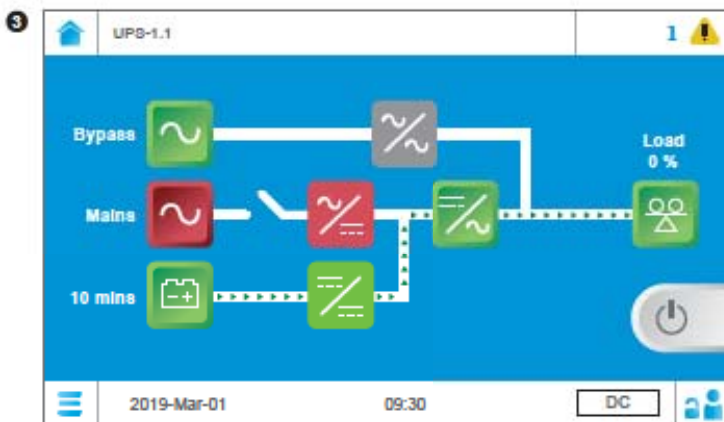 3
UPS-1.1
1
Bypass
Load
0 %
Mains
10 mins
2019-Mar-01
09:30
DC